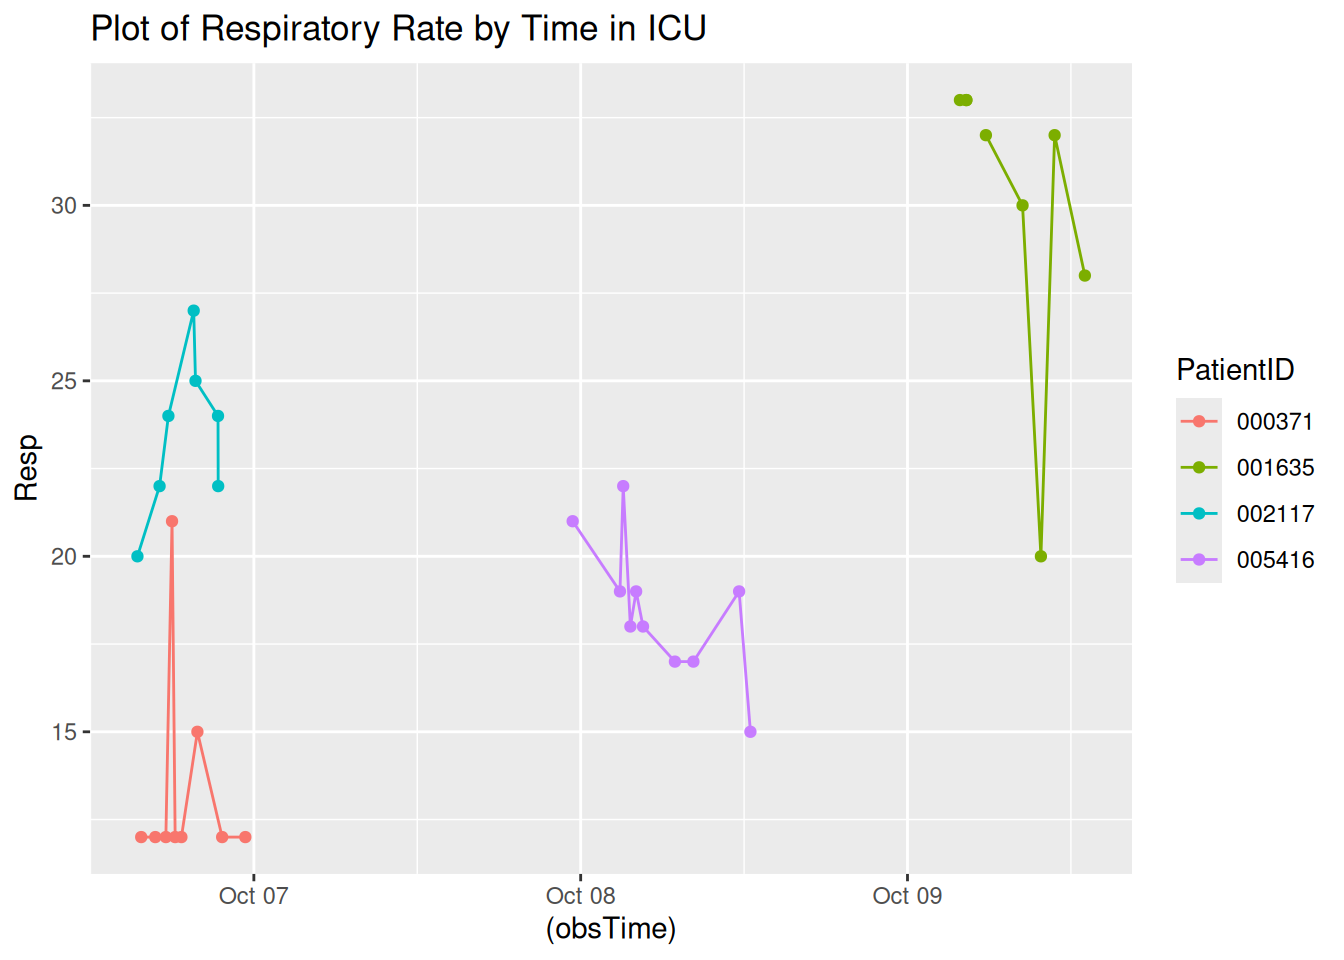 Plot of Respiratory Rate by Time in ICU
30
25
20
15
Resp
Oct 07
Oct 08
Oct 09
(obsTime)
PatientID
000371
001635
002117
005416